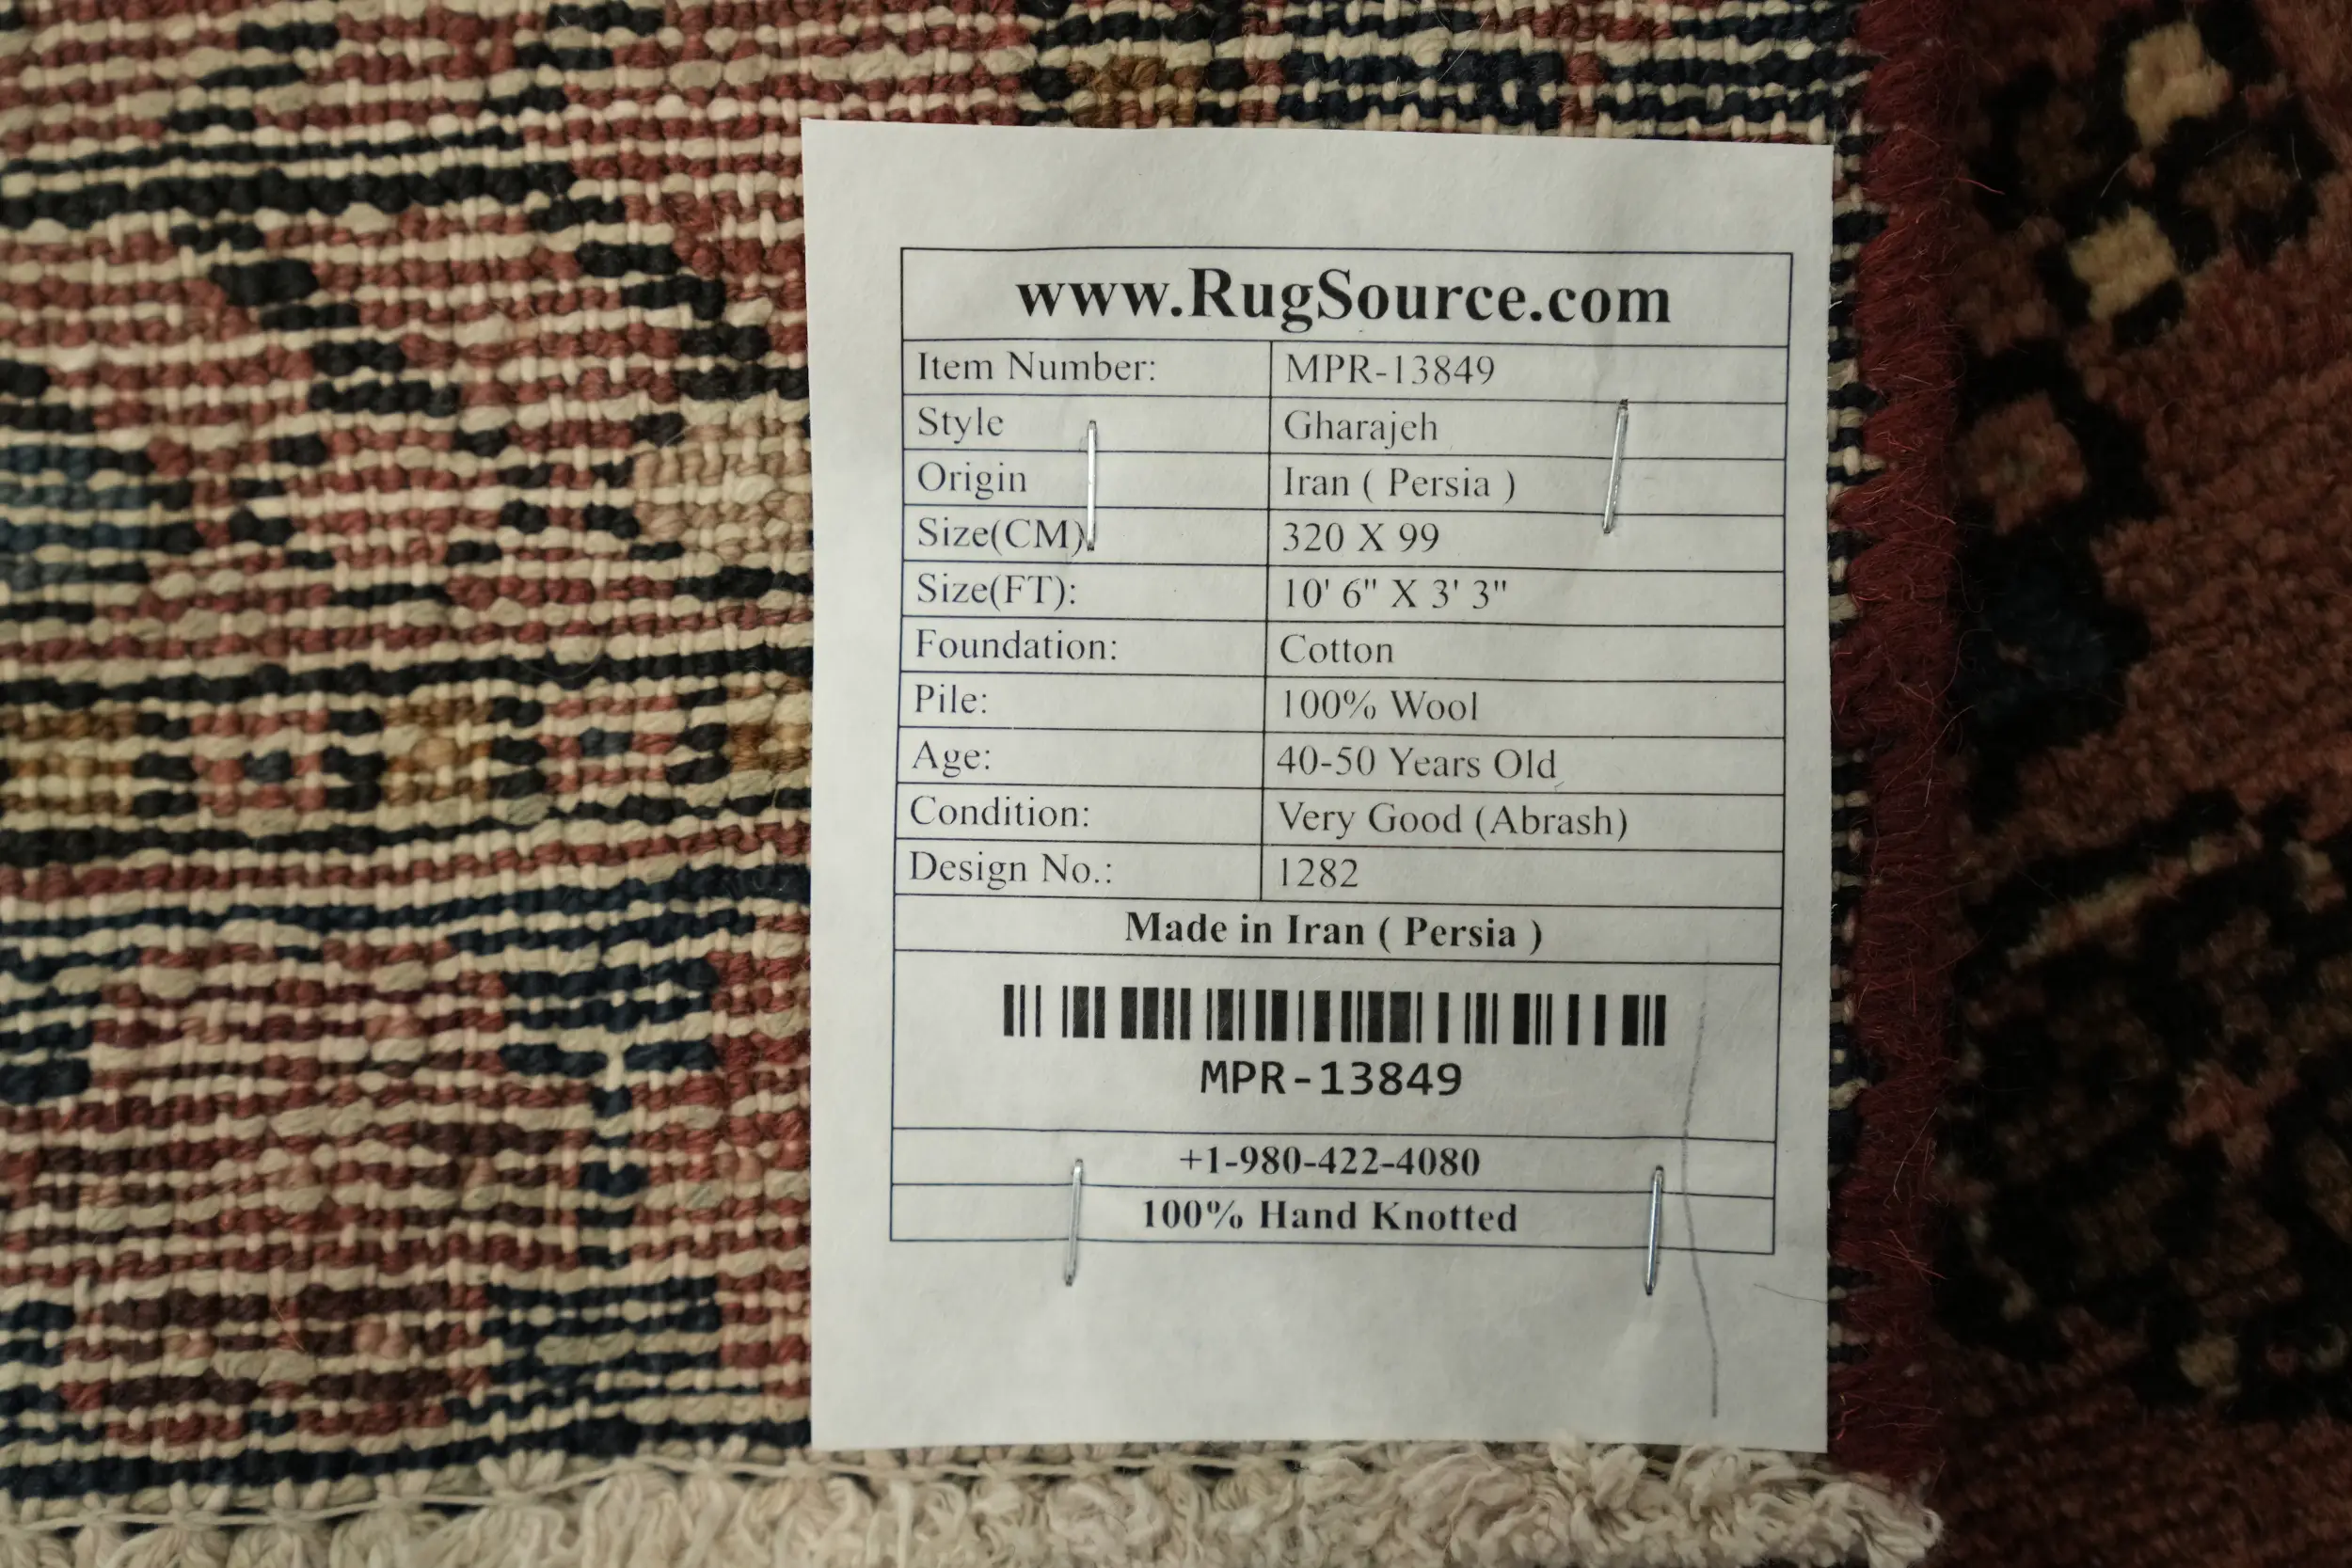 www.RugSource.com
Item Number: MPR-13849
Style Gharajeh
Origin Iran ( Persia )
Size(CM) 320 X 99
Size(FT): 10' 6" X 3' 3"
Foundation: Cotton
Pile: 100% Wool
Age: 40-50 Years Old
Condition: Very Good (Abrash)
Design No.: 1282
Made in Iran ( Persia )
MPR-13849
+1-980-422-4080
100% Hand Knotted